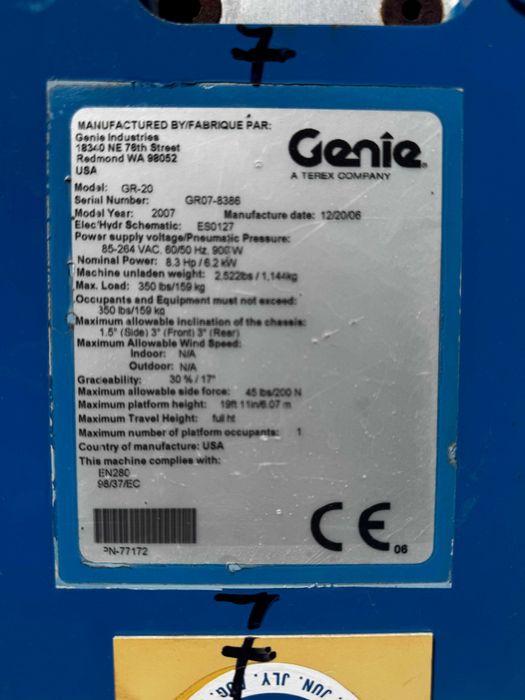 7
MANUFACTURED BY/FABRIQUE PAR:
Genie Industries
18340 NE 76th Street
Redmond WA 98052
USA
Genie
A TEREX COMPANY
Model: GR-20
Serial Number: GR07-8386
Model Year: 2007 Manufacture date: 12/20/06
Elec'Hydr Schematic: ES0127
Power supply voltage/Pneumatic Pressure:
85-264 VAC, 60/50 Hz, 900W
Nominal Power: 8.3 Hp / 6.2 kW
Machine unladen weight: 2,522lbs / 1,144kg
Max. Load: 350 lbs/159 kg
Occupants and Equipment must not exceed:
350 lbs/159 kg
Maximum allowable inclination of the chassis:
1.5° (Side) 3° (Front) 3° (Rear)
Maximum Allowable Wind Speed:
Indoor: N/A
Outdoor: N/A
Graceability: 30 % / 17°
Maximum allowable side force: 45 lbs/200 N
Maximum platform height: 19ft 11in/6.07 m
Maximum Travel Height: full ht
Maximum number of platform occupants: 1
Country of manufacture: USA
This machine complies with:
EN280
98/37/EC
PN-77172
CE 06
7
JUN. JLY.